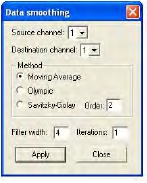 Data smoothing
Source channel: 1
Destination channel: 1
Method
Moving Average
Olympic
Savitzky-Golay Order: 2
Filter width: 4 Iterations: 1
Apply Close